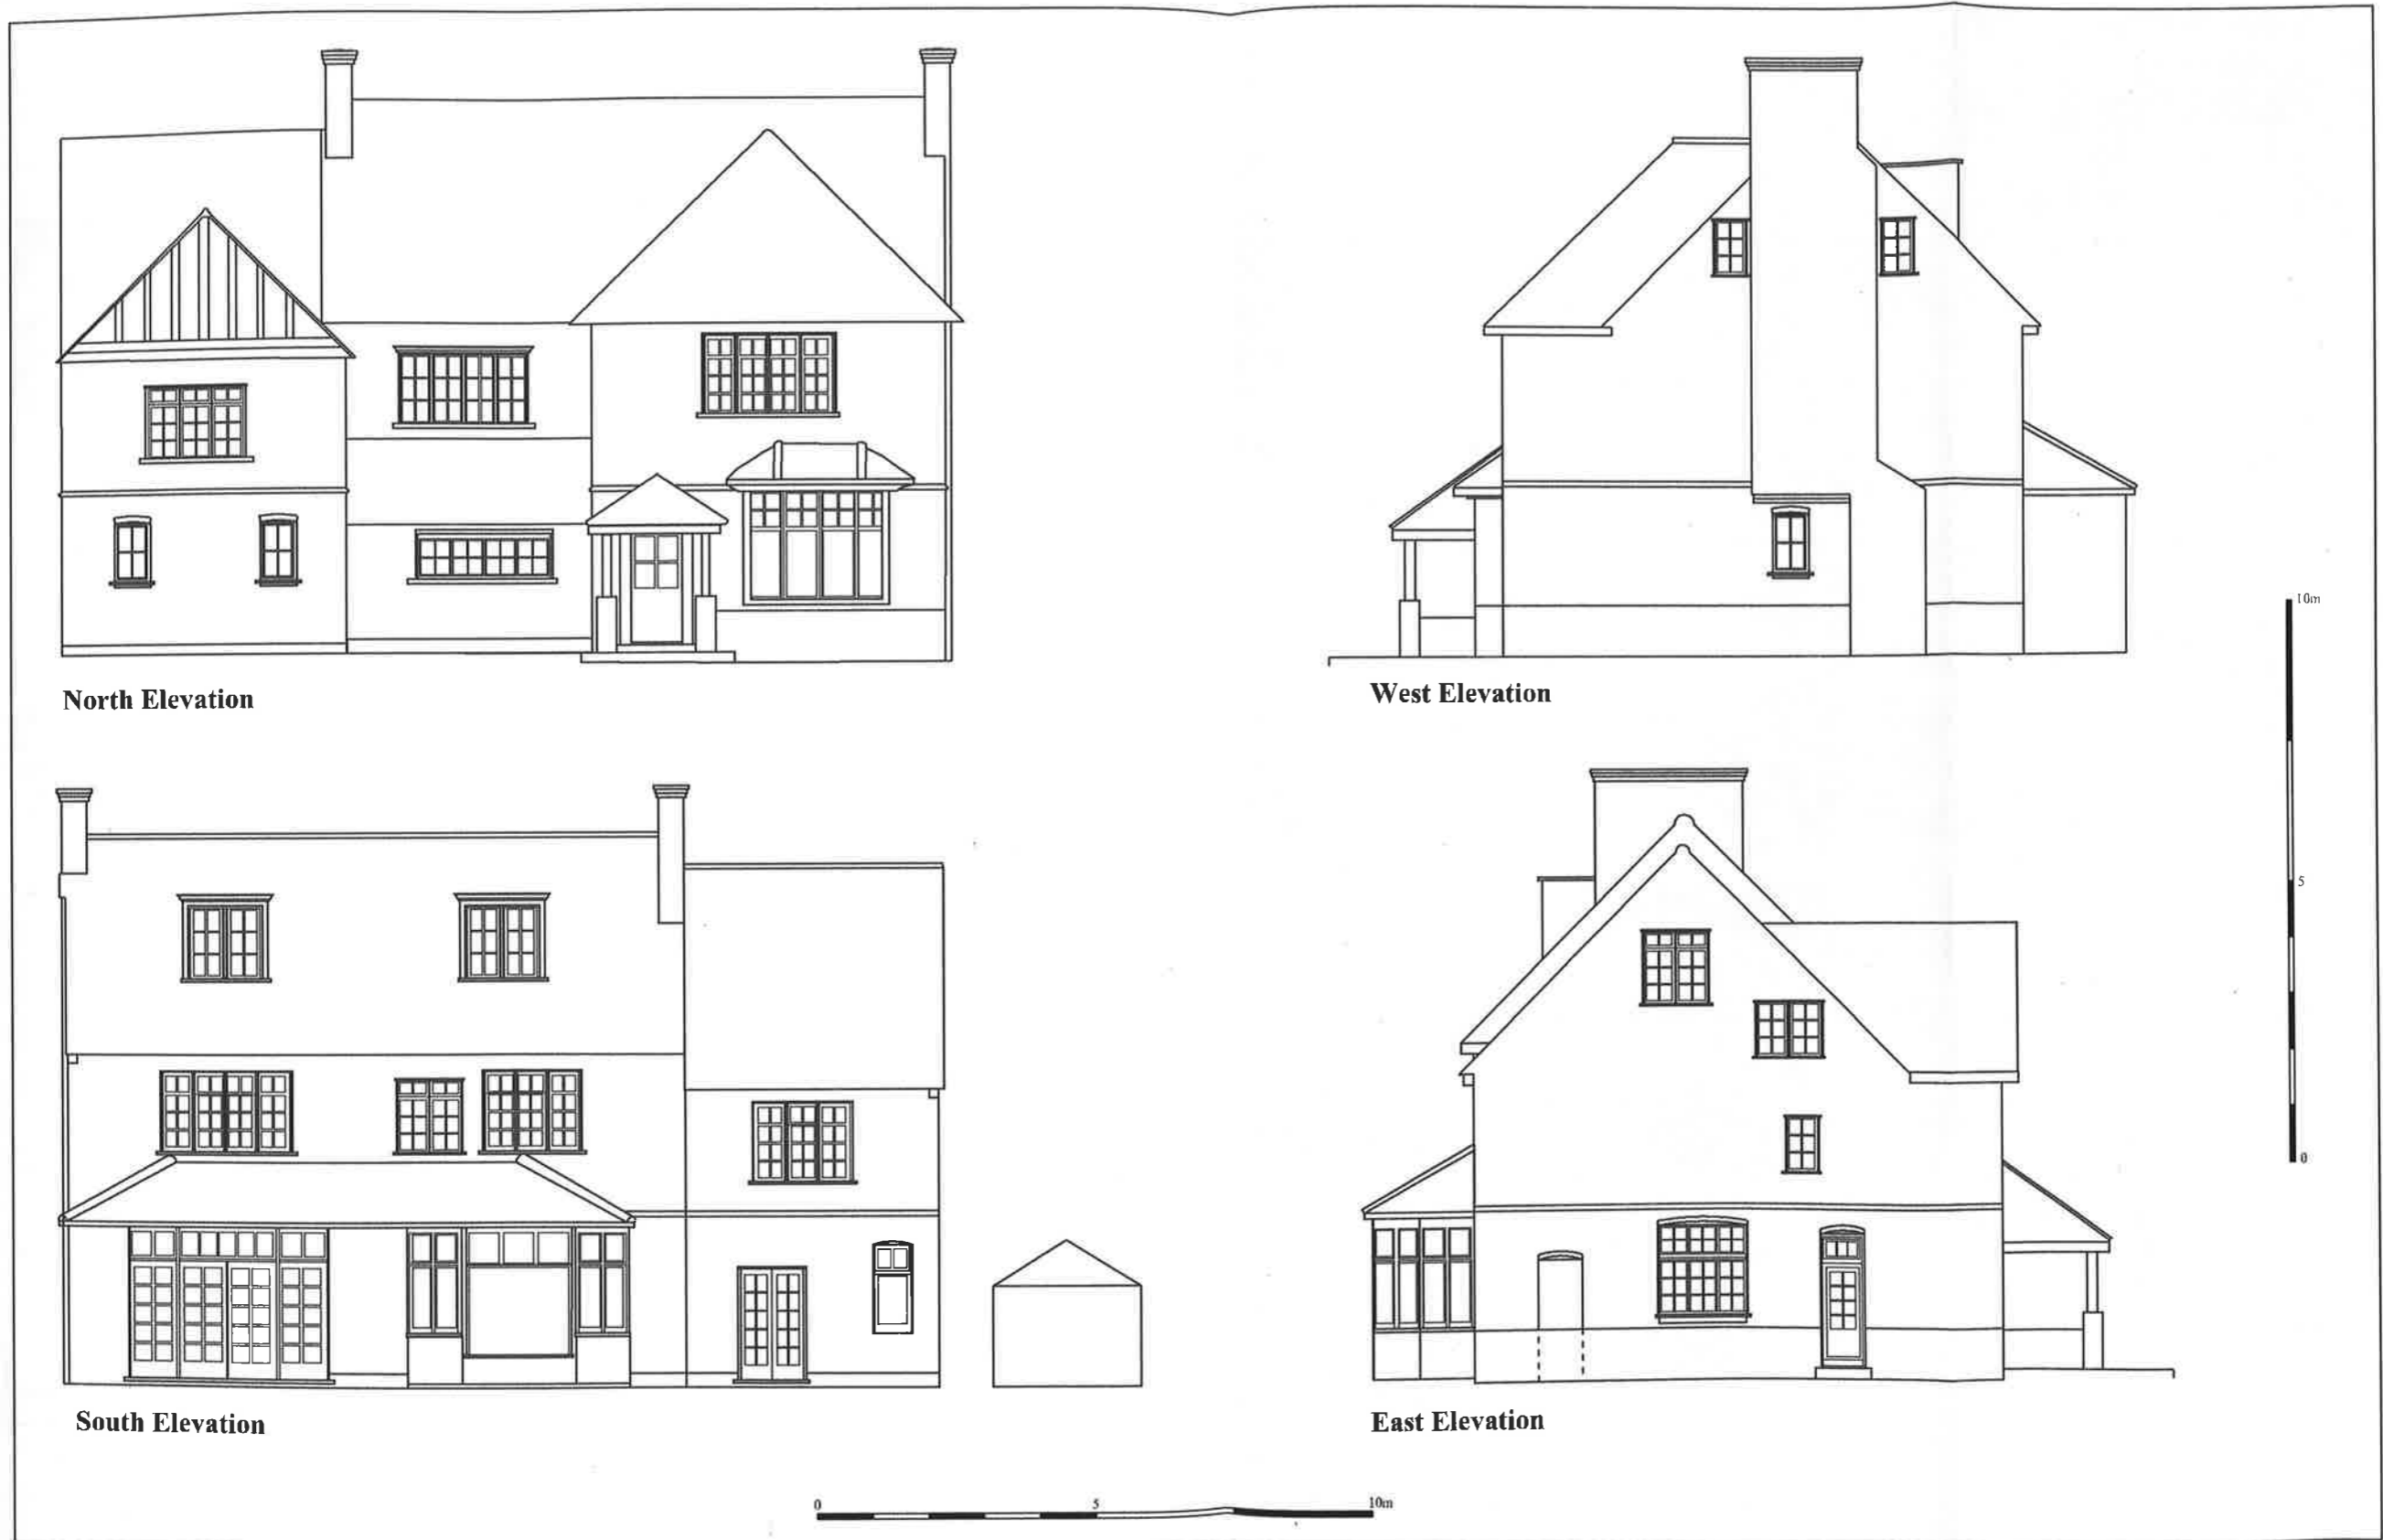 North Elevation
West Elevation
10m
5
0
South Elevation
East Elevation
0 5 10m